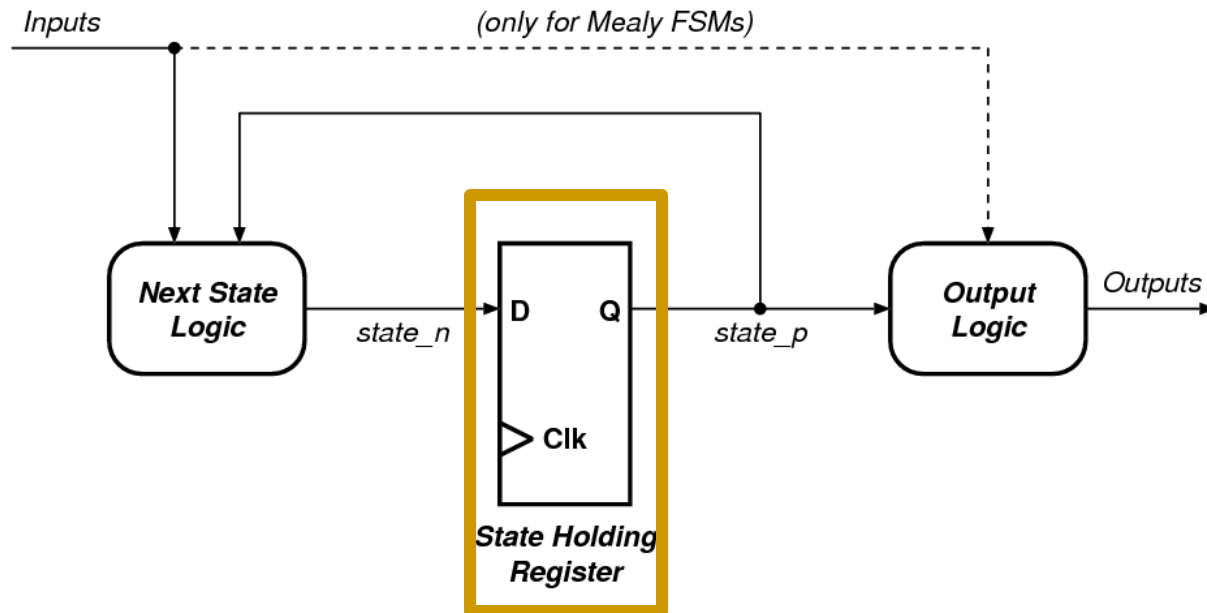 Inputs
(only for Mealy FSMs)
Next State
Logic
state_n
D
Q
Clk
State Holding
Register
state_p
Output
Logic
Outputs